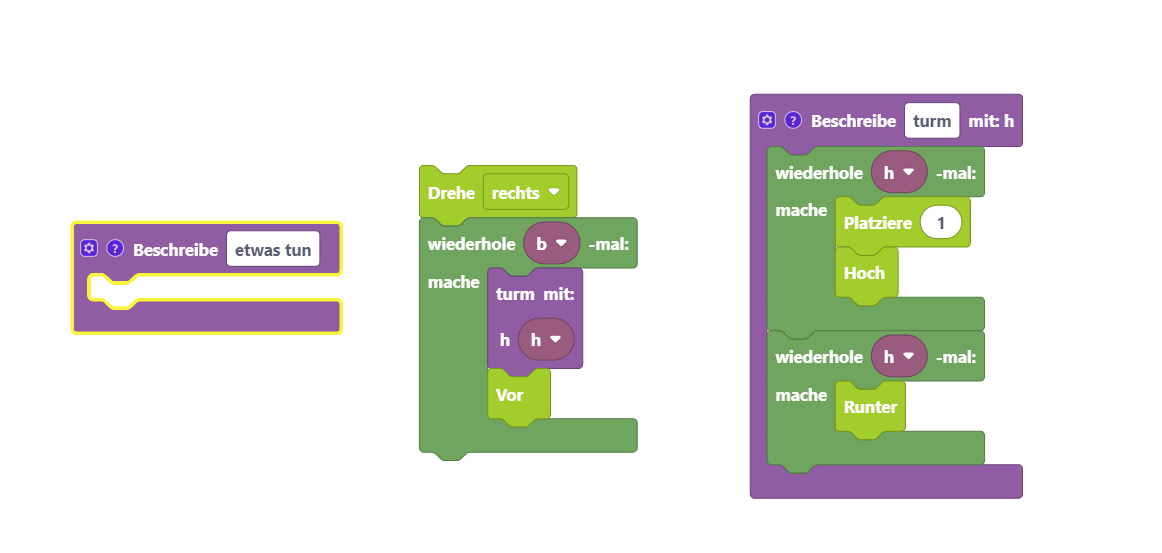 ? Beschreibe etwas tun
Drehe rechts
wiederhole b -mal:
mache
turm mit:
h h
Vor
? Beschreibe turm mit: h
wiederhole h -mal:
mache Platziere 1
Hoch
wiederhole h -mal:
mache Runter